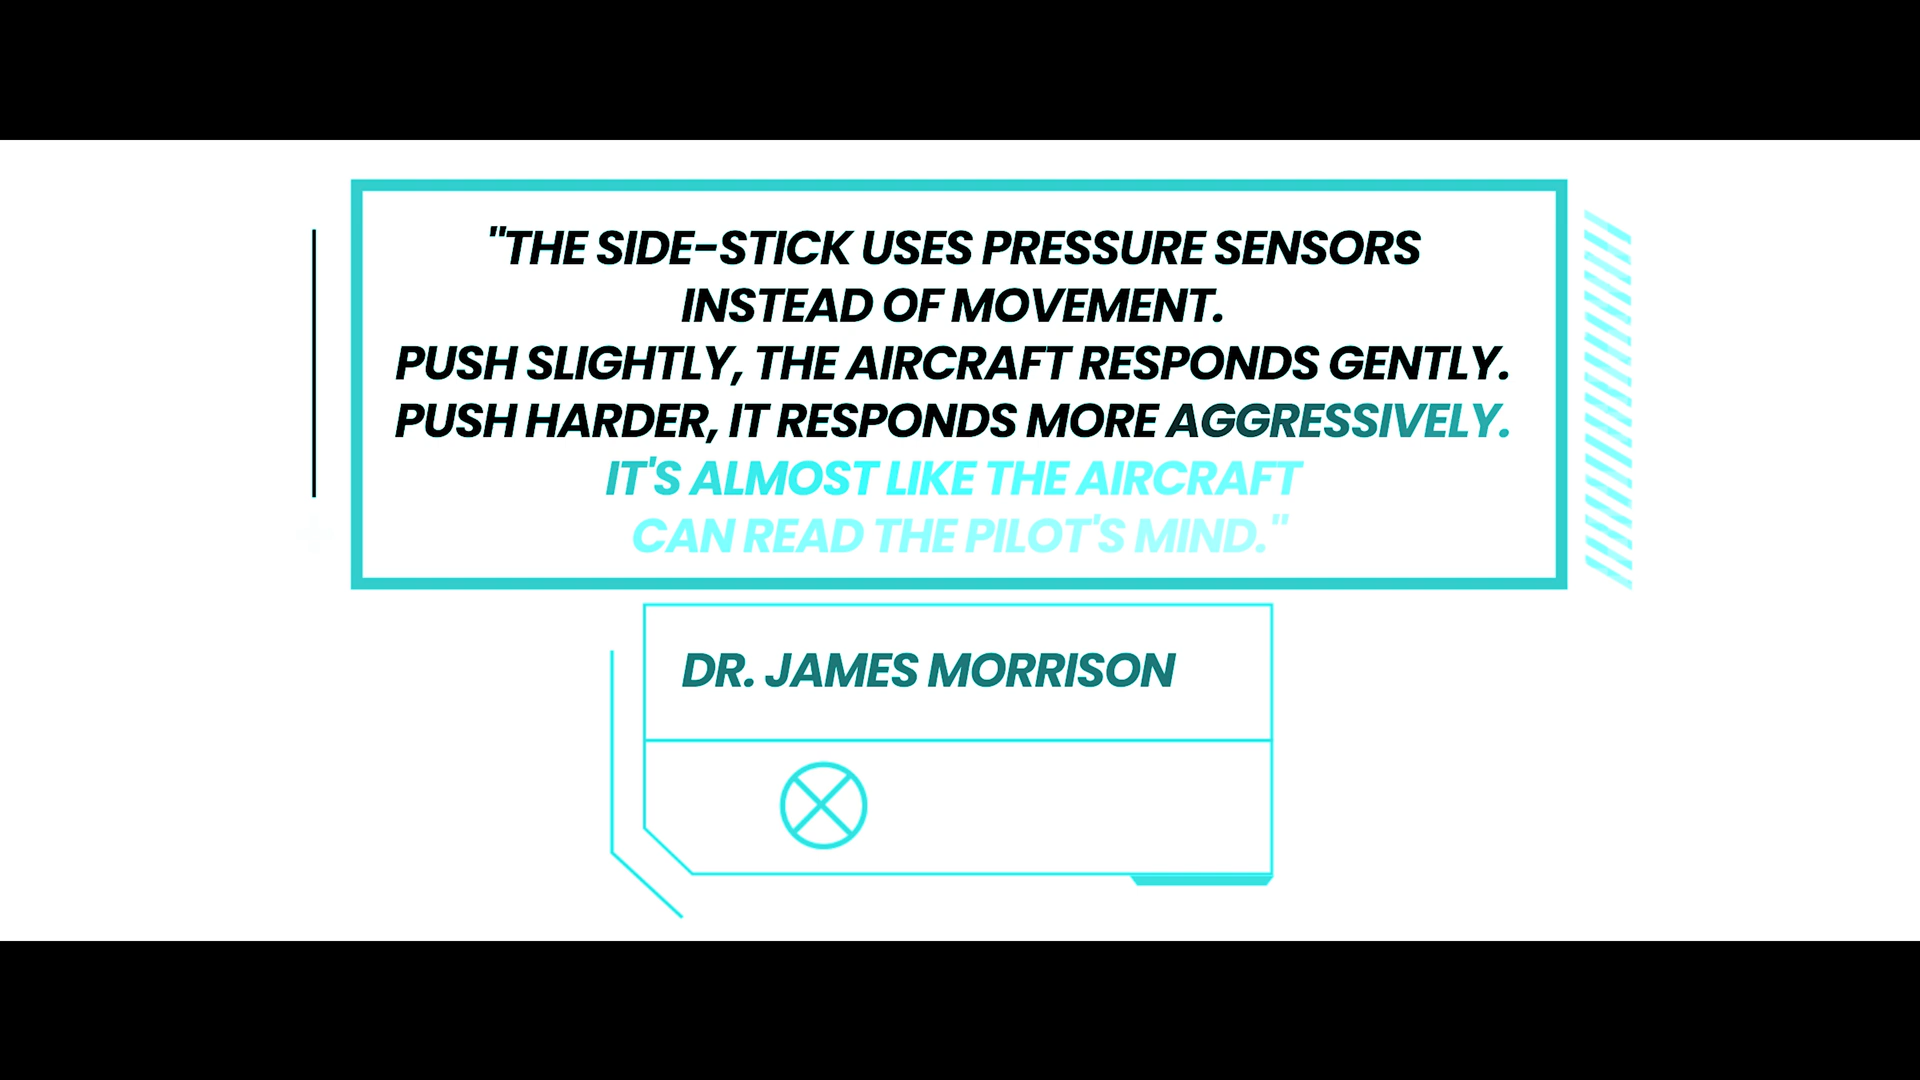 "THE SIDE-STICK USES PRESSURE SENSORS
INSTEAD OF MOVEMENT.
PUSH SLIGHTLY, THE AIRCRAFT RESPONDS GENTLY.
PUSH HARDER, IT RESPONDS MORE AGGRESSIVELY.
IT'S ALMOST LIKE THE AIRCRAFT
CAN READ THE PILOT'S MIND."
DR. JAMES MORRISON